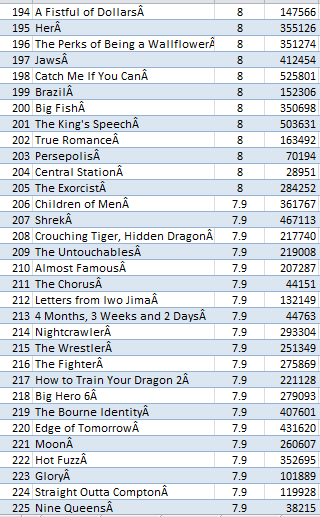 194 A Fistful of DollarsÂ 8 147566
195 HerÂ 8 355126
196 The Perks of Being a WallflowerÂ 8 351274
197 JawsÂ 8 412454
198 Catch Me If You CanÂ 8 525801
199 BrazilÂ 8 152306
200 Big FishÂ 8 350698
201 The King's SpeechÂ 8 503631
202 True RomanceÂ 8 163492
203 PersepolisÂ 8 70194
204 Central StationÂ 8 28951
205 The ExorcistÂ 8 284252
206 Children of MenÂ 7.9 361767
207 ShrekÂ 7.9 467113
208 Crouching Tiger, Hidden DragonÂ 7.9 217740
209 The UntouchablesÂ 7.9 219008
210 Almost FamousÂ 7.9 207287
211 The ChorusÂ 7.9 44151
212 Letters from Iwo JimaÂ 7.9 132149
213 4 Months, 3 Weeks and 2 DaysÂ 7.9 44763
214 NightcrawlerÂ 7.9 293304
215 The WrestlerÂ 7.9 251349
216 The FighterÂ 7.9 275869
217 How to Train Your Dragon 2Â 7.9 221128
218 Big Hero 6Â 7.9 279093
219 The Bourne IdentityÂ 7.9 407601
220 Edge of TomorrowÂ 7.9 431620
221 MoonÂ 7.9 260607
222 Hot FuzzÂ 7.9 352695
223 GloryÂ 7.9 101889
224 Straight Outta ComptonÂ 7.9 119928
225 Nine QueensÂ 7.9 38215